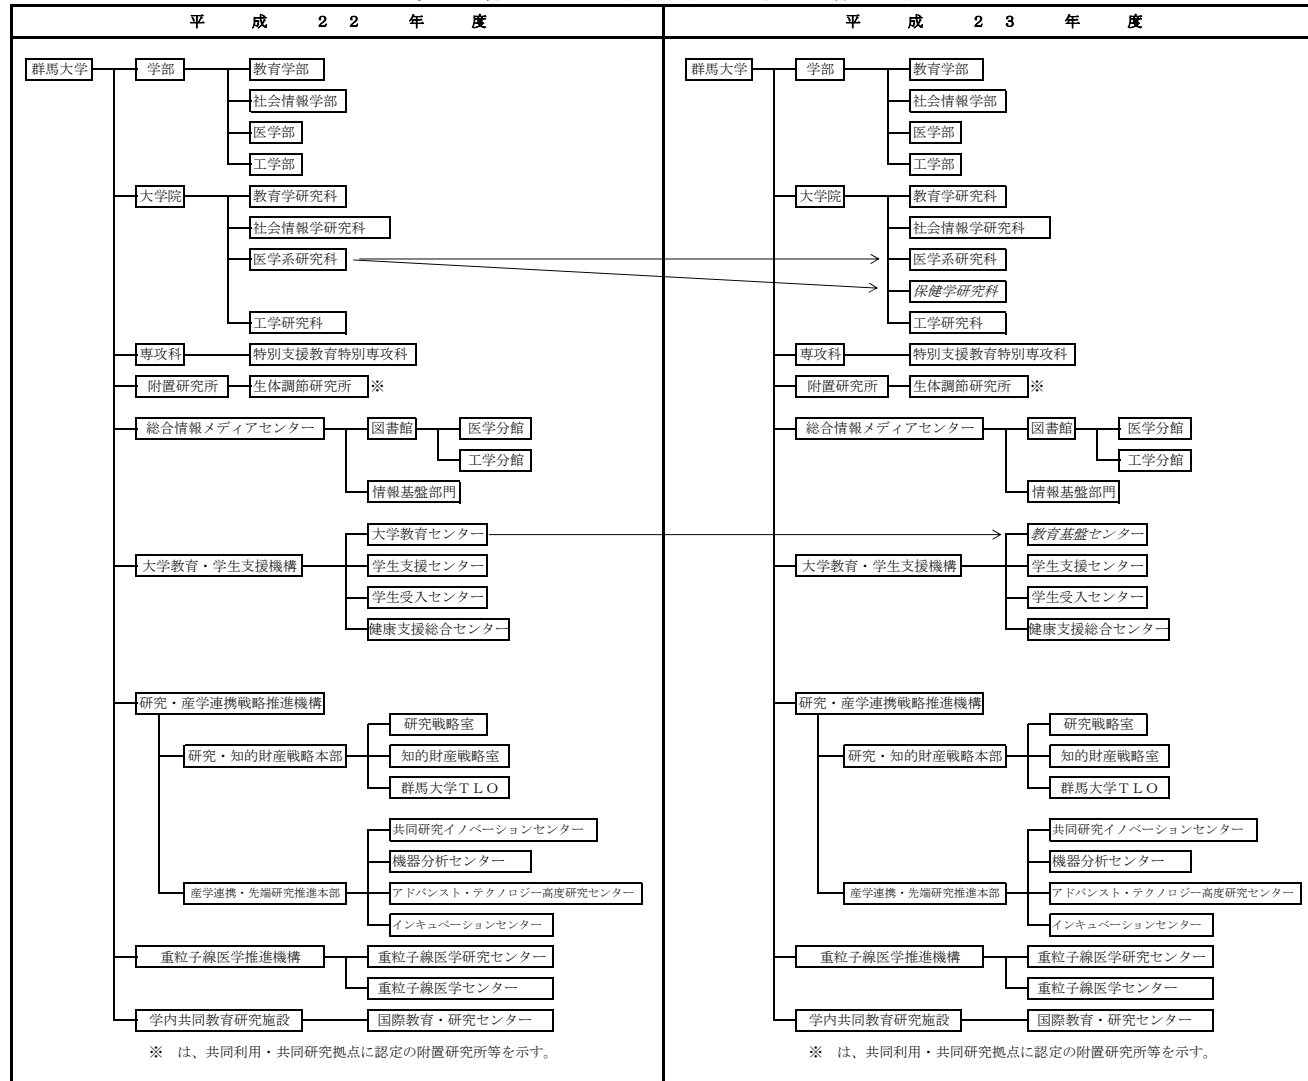 平成２２年度
群馬大学 学部 教育学部
社会情報学部
医学部
工学部
大学院 教育学研究科
社会情報学研究科
医学系研究科
工学研究科
専攻科 特別支援教育特別専攻科
附置研究所 生体調節研究所 ※
総合情報メディアセンター 図書館 医学分館
工学分館
情報基盤部門
大学教育センター
大学教育・学生支援機構 学生支援センター
学生受入センター
健康支援総合センター
研究・産学連携戦略推進機構
研究戦略室
研究・知的財産戦略本部 知的財産戦略室
群馬大学ＴＬＯ
共同研究イノベーションセンター
機器分析センター
産学連携・先端研究推進本部 アドバンスト・テクノロジー高度研究センター
インキュベーションセンター
重粒子線医学推進機構 重粒子線医学研究センター
重粒子線医学センター
学内共同教育研究施設 国際教育・研究センター
※ は、共同利用・共同研究拠点に認定の附置研究所等を示す。
平成２３年度
群馬大学 学部 教育学部
社会情報学部
医学部
工学部
大学院 教育学研究科
社会情報学研究科
医学系研究科
保健学研究科
工学研究科
専攻科 特別支援教育特別専攻科
附置研究所 生体調節研究所 ※
総合情報メディアセンター 図書館 医学分館
工学分館
情報基盤部門
教育基盤センター
大学教育・学生支援機構 学生支援センター
学生受入センター
健康支援総合センター
研究・産学連携戦略推進機構
研究戦略室
研究・知的財産戦略本部 知的財産戦略室
群馬大学ＴＬＯ
共同研究イノベーションセンター
機器分析センター
産学連携・先端研究推進本部 アドバンスト・テクノロジー高度研究センター
インキュベーションセンター
重粒子線医学推進機構 重粒子線医学研究センター
重粒子線医学センター
学内共同教育研究施設 国際教育・研究センター
※ は、共同利用・共同研究拠点に認定の附置研究所等を示す。